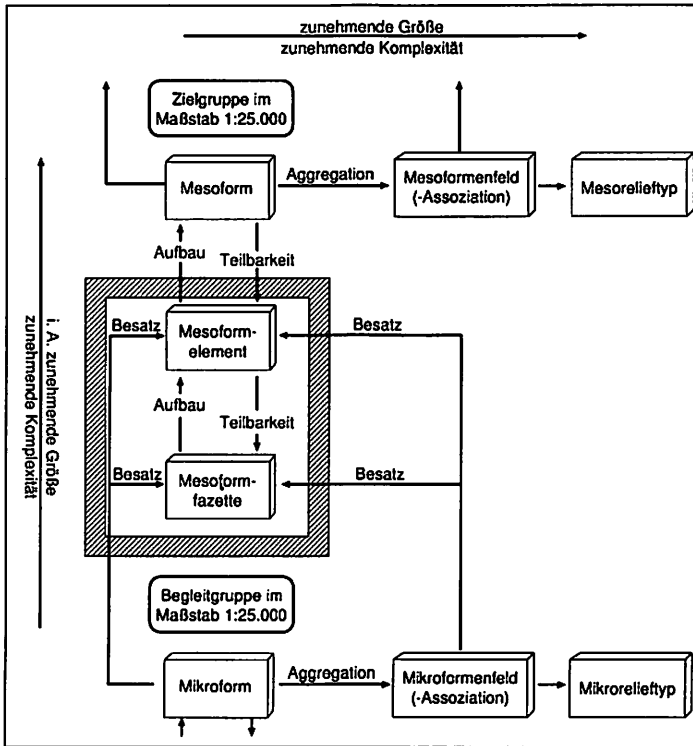 zunehmende Größe
zunehmende Komplexität
Zielgruppe im
Maßstab 1:25.000
Mesoform
Aggregation
Mesoformenfeld
(-Assoziation)
Mesorelieftyp
Aufbau
Teilbarkeit
i. A. zunehmende Größe
zunehmende Komplexität
Besatz
Mesoform-
element
Besatz
Aufbau
Teilbarkeit
Besatz
Mesoform-
fazette
Besatz
Begleitgruppe im
Maßstab 1:25.000
Mikroform
Aggregation
Mikroformenfeld
(-Assoziation)
Mikrorelieftyp